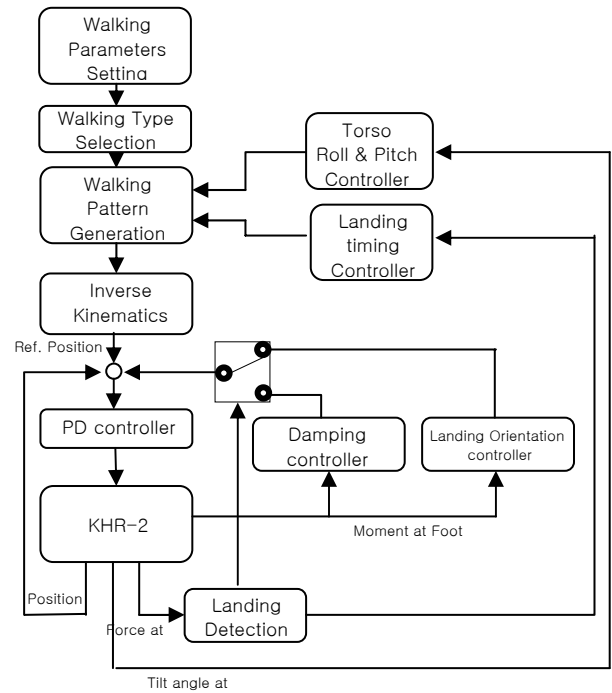 Walking
Parameters
Setting
Walking Type
Selection
Torso
Roll & Pitch
Controller
Walking
Pattern
Generation
Landing
timing
Controller
Inverse
Kinematics
Ref. Position
PD controller
Damping
controller
Landing Orientation
controller
KHR-2
Moment at Foot
Position
Landing
Detection
Force at
Tilt angle at